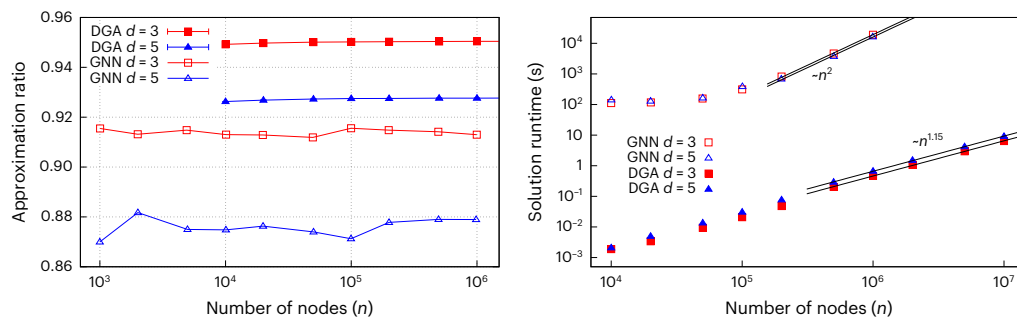 0.96
0.94
0.92
0.90
0.88
0.86
Approximation ratio
DGA d = 3
DGA d = 5
GNN d = 3
GNN d = 5
10³ 10⁴ 10⁵ 10⁶
Number of nodes (n)
10⁴
10³
10²
10
1
10⁻¹
10⁻²
10⁻³
Solution runtime (s)
~n²
~n¹·¹⁵
GNN d = 3
GNN d = 5
DGA d = 3
DGA d = 5
10⁴ 10⁵ 10⁶ 10⁷
Number of nodes (n)